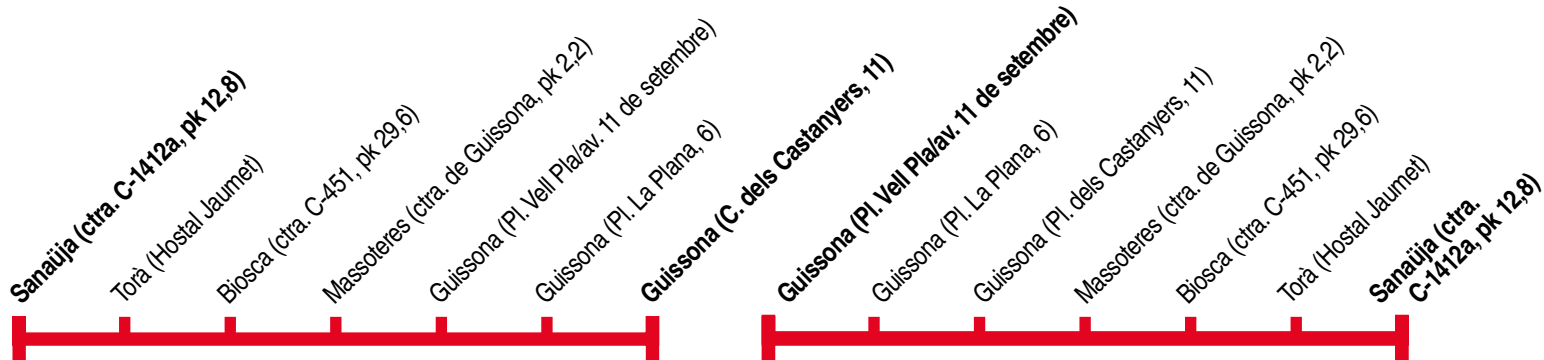 Sanaüja (ctra. C-1412a, pk 12,8)
Torà (Hostal Jaumet)
Biosca (ctra. C-451, pk 29,6)
Massoteres (ctra. de Guissona, pk 2,2)
Guissona (Pl. Vell Pla/av. 11 de setembre)
Guissona (Pl. La Plana, 6)
Guissona (C. dels Castanyers, 11)
Guissona (Pl. Vell Pla/av. 11 de setembre)
Guissona (Pl. La Plana, 6)
Guissona (Pl. dels Castanyers, 11)
Massoteres (ctra. de Guissona, pk 2,2)
Biosca (ctra. C-451, pk 29,6)
Torà (Hostal Jaumet)
Sanaüja (ctra.
C-1412a, pk 12,8)